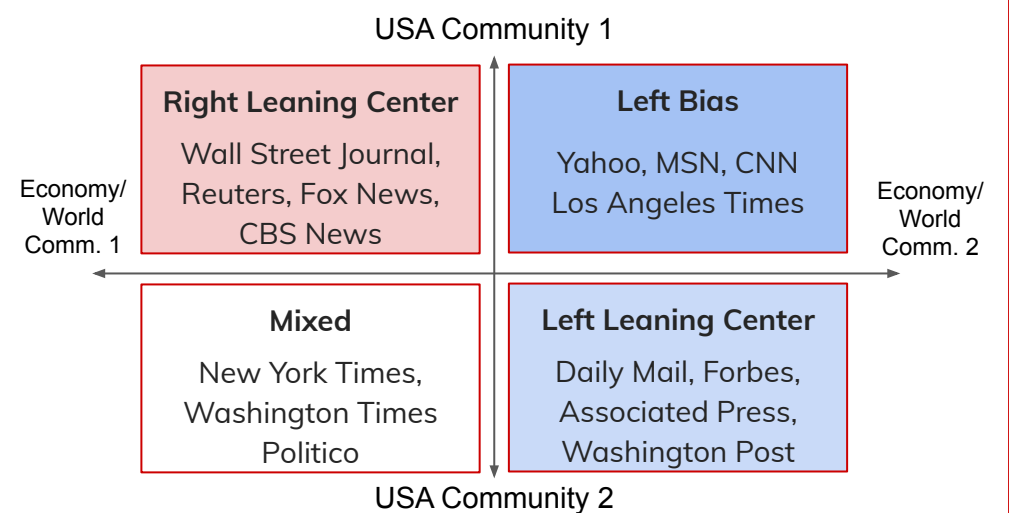 USA Community 1
Right Leaning Center
Wall Street Journal,
Reuters, Fox News,
CBS News
Left Bias
Yahoo, MSN, CNN
Los Angeles Times
Economy/
World
Comm. 1
Economy/
World
Comm. 2
Mixed
New York Times,
Washington Times
Politico
Left Leaning Center
Daily Mail, Forbes,
Associated Press,
Washington Post
USA Community 2